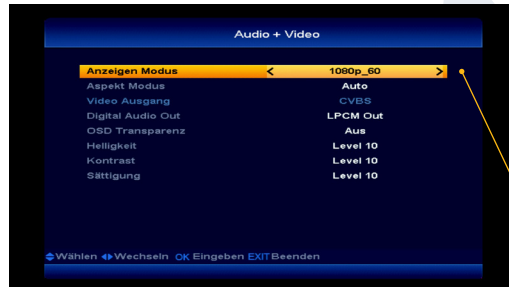 Audio + Video
Anzeigen Modus < 1080p_60 >
Aspekt Modus Auto
Video Ausgang CVBS
Digital Audio Out LPCM Out
OSD Transparenz Aus
Helligkeit Level 10
Kontrast Level 10
Sättigung Level 10
Wählen Wechseln OK Eingeben EXIT Beenden